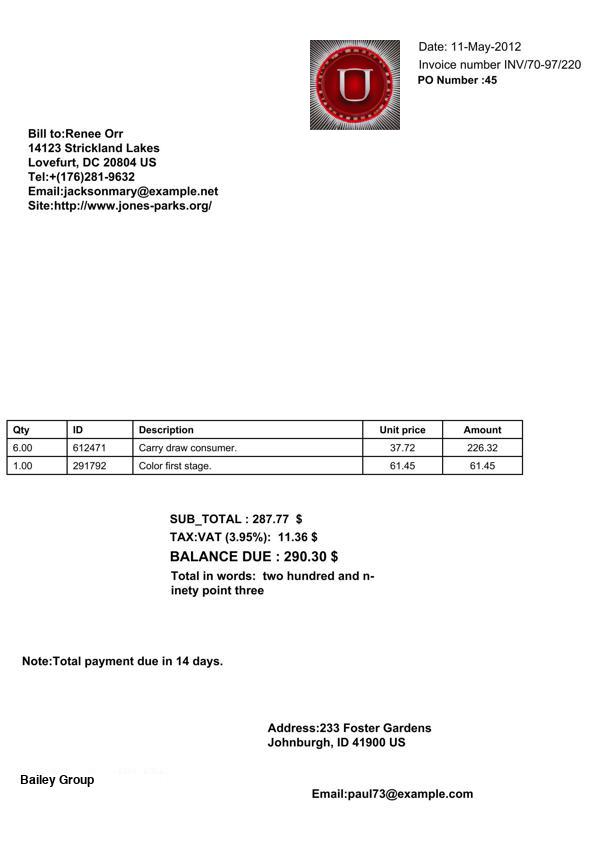 U
Date: 11-May-2012
Invoice number INV/70-97/220
PO Number :45
Bill to:Renee Orr
14123 Strickland Lakes
Lovefurt, DC 20804 US
Tel:+(176)281-9632
Email:jacksonmary@example.net
Site:http://www.jones-parks.org/
Qty ID Description Unit price Amount
6.00 612471 Carry draw consumer. 37.72 226.32
1.00 291792 Color first stage. 61.45 61.45
SUB_TOTAL : 287.77 $
TAX:VAT (3.95%): 11.36 $
BALANCE DUE : 290.30 $
Total in words: two hundred and n-
inety point three
Note:Total payment due in 14 days.
Address:233 Foster Gardens
Johnburgh, ID 41900 US
Bailey Group
Email:paul73@example.com